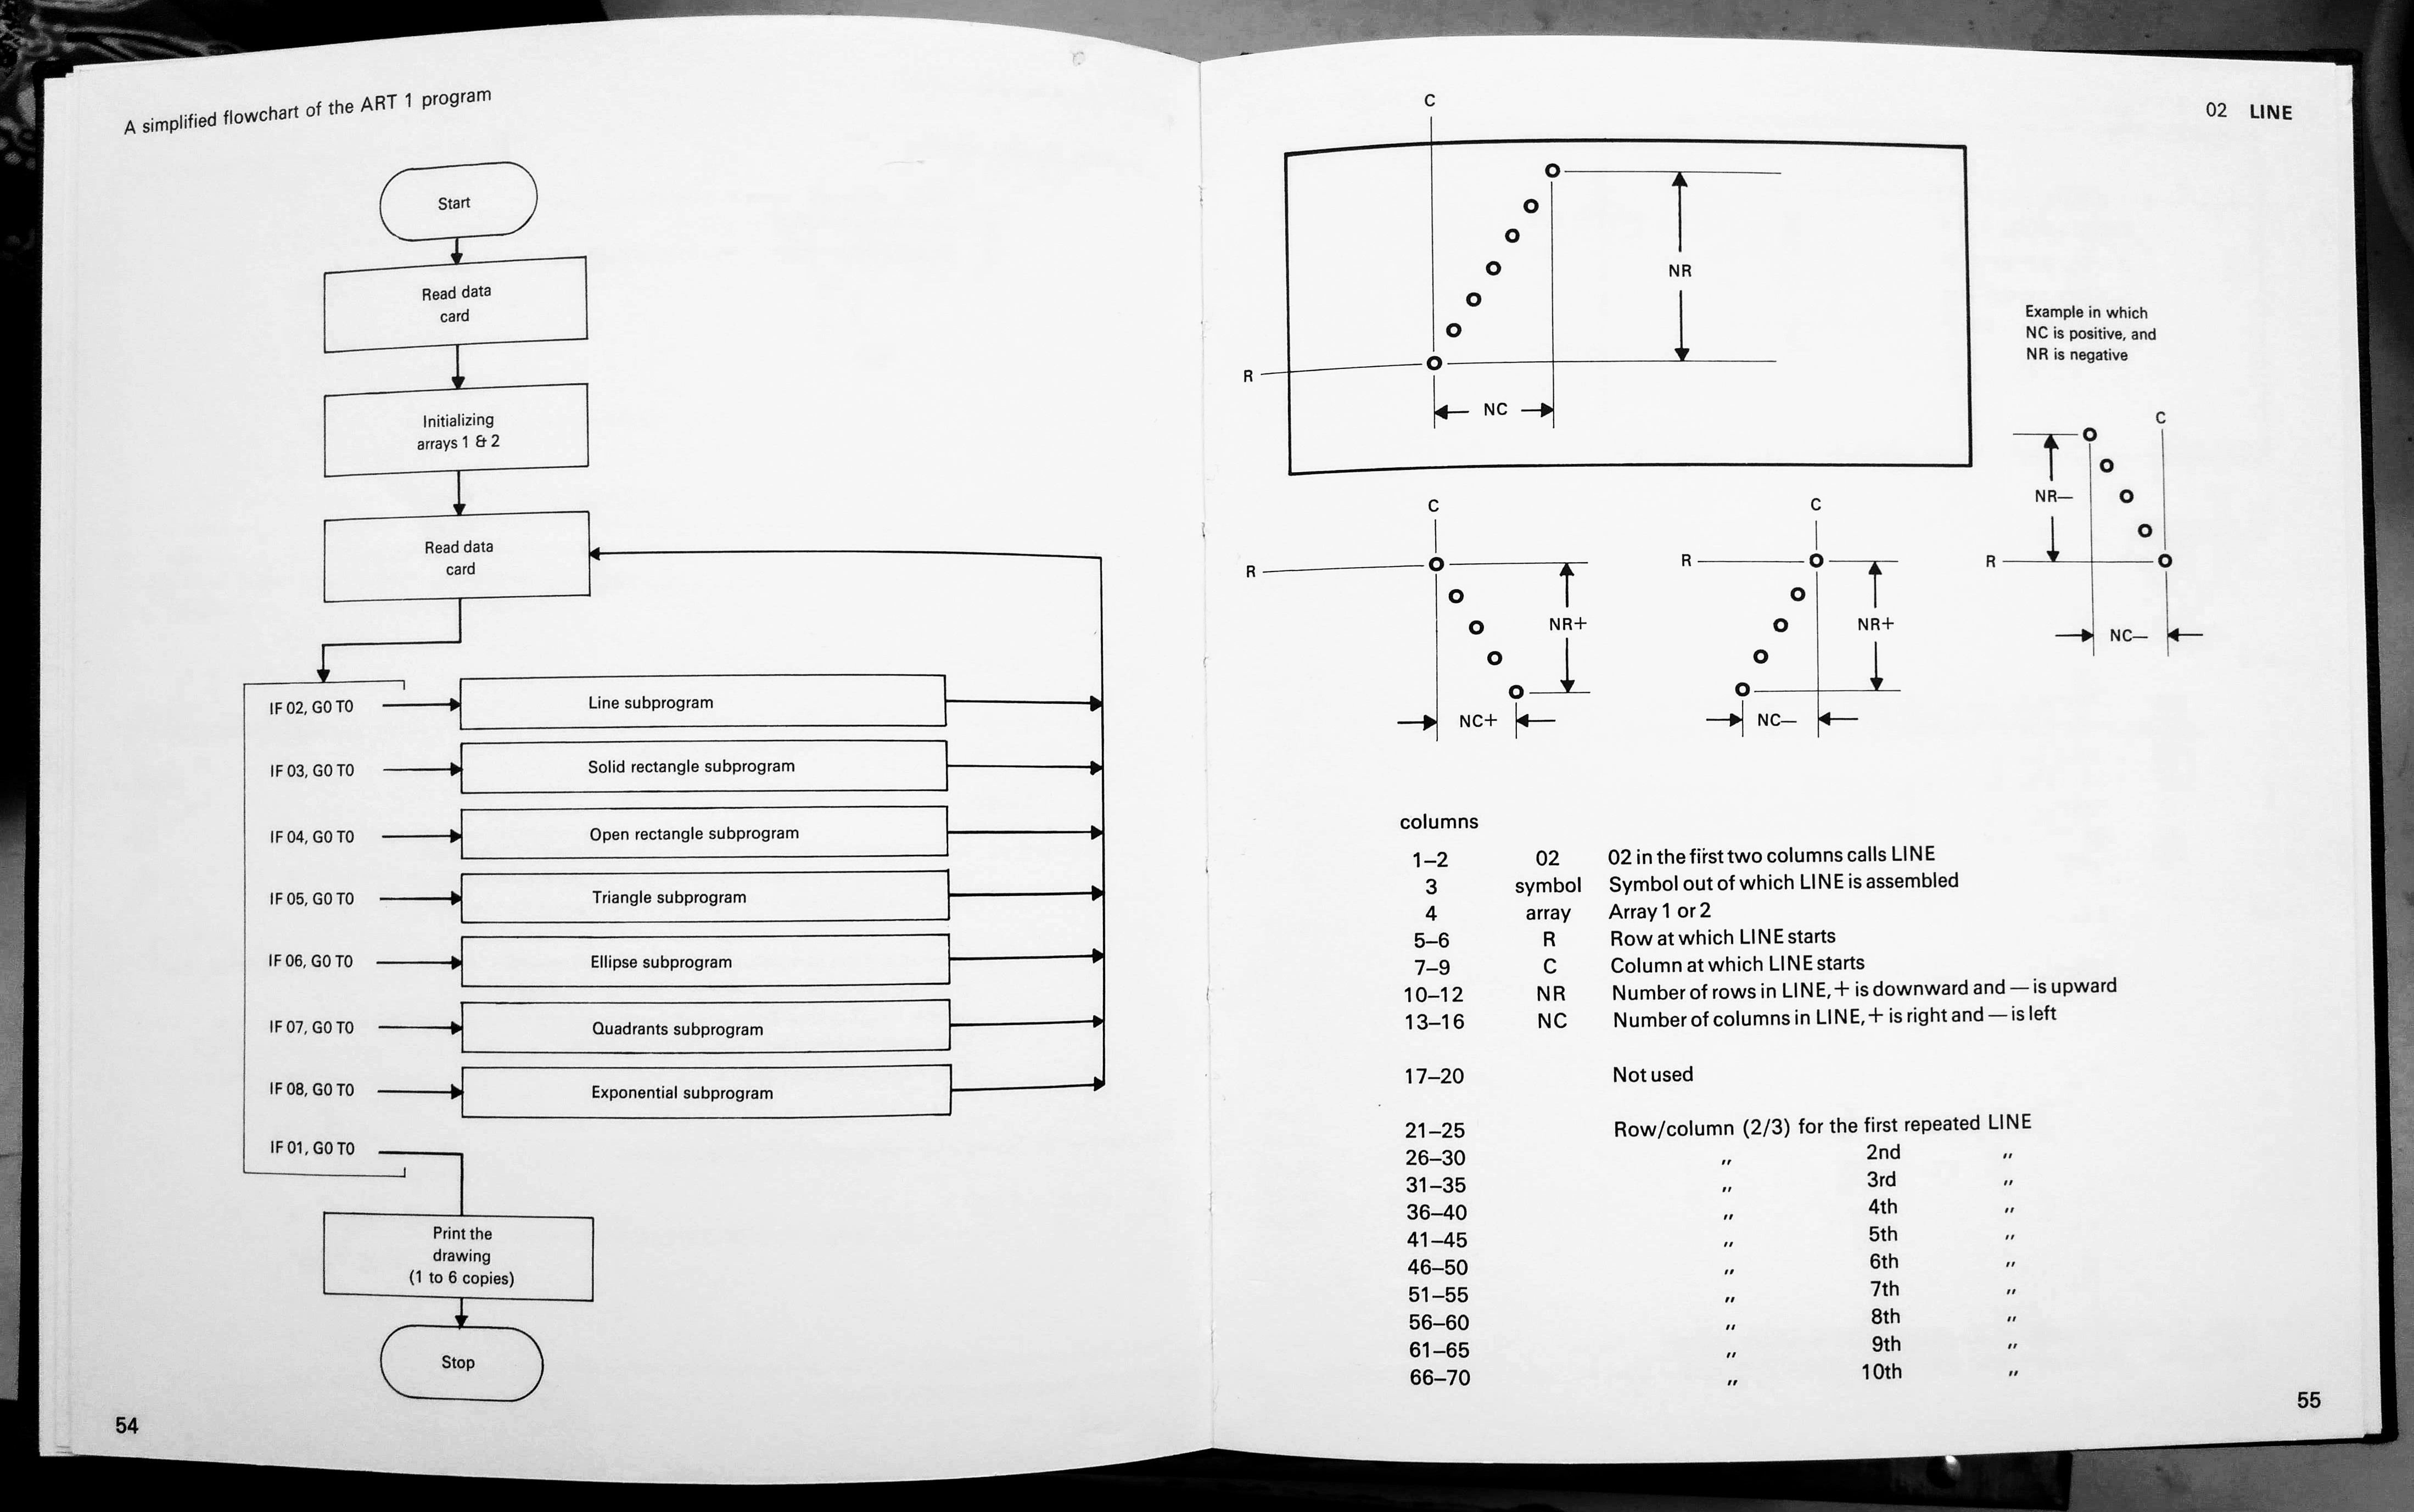 A simplified flowchart of the ART 1 program
Start
Read data
card
Initializing
arrays 1 & 2
Read data
card
IF 02, GO TO
Line subprogram
IF 03, GO TO
Solid rectangle subprogram
IF 04, GO TO
Open rectangle subprogram
IF 05, GO TO
Triangle subprogram
IF 06, GO TO
Ellipse subprogram
IF 07, GO TO
Quadrants subprogram
IF 08, GO TO
Exponential subprogram
IF 01, GO TO
Print the
drawing
(1 to 6 copies)
Stop
54
02 LINE
C
NR
R
NC
Example in which
NC is positive, and
NR is negative
C
R
NR+
NC+
C
R
NR+
NC—
C
NR—
R
NC—
columns
1–2 02 02 in the first two columns calls LINE
3 symbol Symbol out of which LINE is assembled
4 array Array 1 or 2
5–6 R Row at which LINE starts
7–9 C Column at which LINE starts
10–12 NR Number of rows in LINE, + is downward and — is upward
13–16 NC Number of columns in LINE, + is right and — is left
17–20 Not used
21–25 Row/column (2/3) for the first repeated LINE
26–30 ,, 2nd ,,
31–35 ,, 3rd ,,
36–40 ,, 4th ,,
41–45 ,, 5th ,,
46–50 ,, 6th ,,
51–55 ,, 7th ,,
56–60 ,, 8th ,,
61–65 ,, 9th ,,
66–70 ,, 10th ,,
55